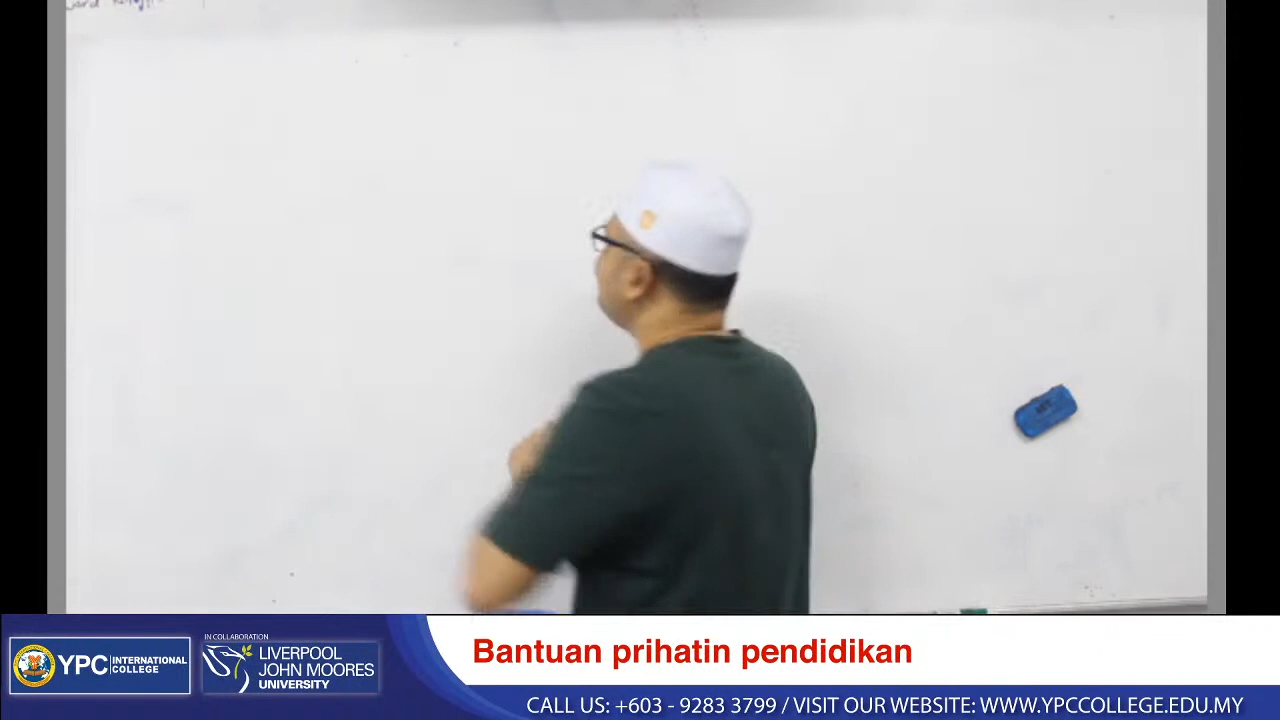 YPC INTERNATIONAL COLLEGE
IN COLLABORATION
LIVERPOOL JOHN MOORES UNIVERSITY
Bantuan prihatin pendidikan
CALL US: +603 - 9283 3799 / VISIT OUR WEBSITE: WWW.YPCCOLLEGE.EDU.MY